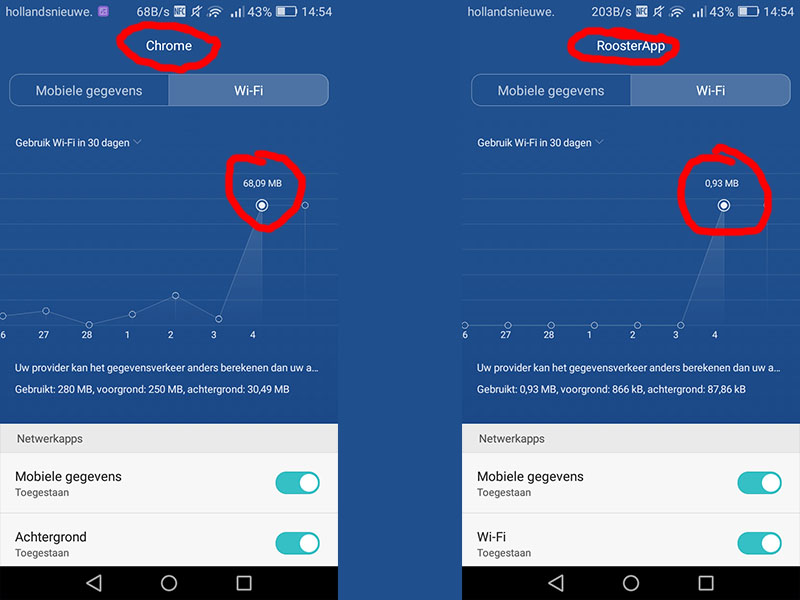 hollandsnieuwe. 68B/s NFC 43% 14:54
Chrome
Mobiele gegevens Wi-Fi
Gebruik Wi-Fi in 30 dagen
68,09 MB
6 27 28 1 2 3 4
Uw provider kan het gegevensverkeer anders berekenen dan uw a...
Gebruikt: 280 MB, voorgrond: 250 MB, achtergrond: 30,49 MB
Netwerkapps
Mobiele gegevens
Toegestaan
Achtergrond
Toegestaan
hollandsnieuwe. 203B/s NFC 43% 14:54
RoosterApp
Mobiele gegevens Wi-Fi
Gebruik Wi-Fi in 30 dagen
0,93 MB
6 27 28 1 2 3 4
Uw provider kan het gegevensverkeer anders berekenen dan uw a...
Gebruikt: 0,93 MB, voorgrond: 866 kB, achtergrond: 87,86 kB
Netwerkapps
Mobiele gegevens
Toegestaan
Wi-Fi
Toegestaan